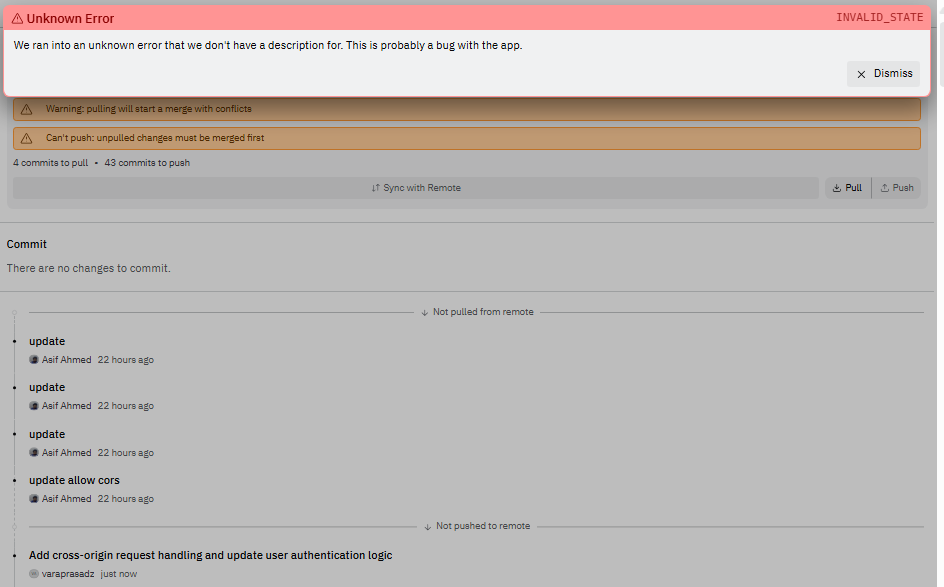 Unknown Error
INVALID_STATE
We ran into an unknown error that we don't have a description for. This is probably a bug with the app.
Dismiss
Warning: pulling will start a merge with conflicts
Can't push: unpulled changes must be merged first
4 commits to pull • 43 commits to push
Sync with Remote
Pull
Push
Commit
There are no changes to commit.
Not pulled from remote
update
Asif Ahmed 22 hours ago
update
Asif Ahmed 22 hours ago
update
Asif Ahmed 22 hours ago
update allow cors
Asif Ahmed 22 hours ago
Not pushed to remote
Add cross-origin request handling and update user authentication logic
varaprasadz just now